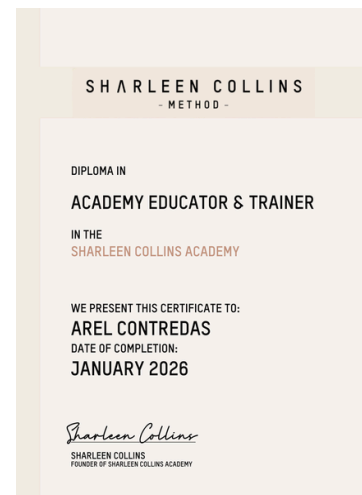 SHARLEEN COLLINS
- METHOD -
DIPLOMA IN
ACADEMY EDUCATOR & TRAINER
IN THE
SHARLEEN COLLINS ACADEMY
WE PRESENT THIS CERTIFICATE TO:
AREL CONTREDAS
DATE OF COMPLETION:
JANUARY 2026
Sharleen Collins
SHARLEEN COLLINS
FOUNDER OF SHARLEEN COLLINS ACADEMY